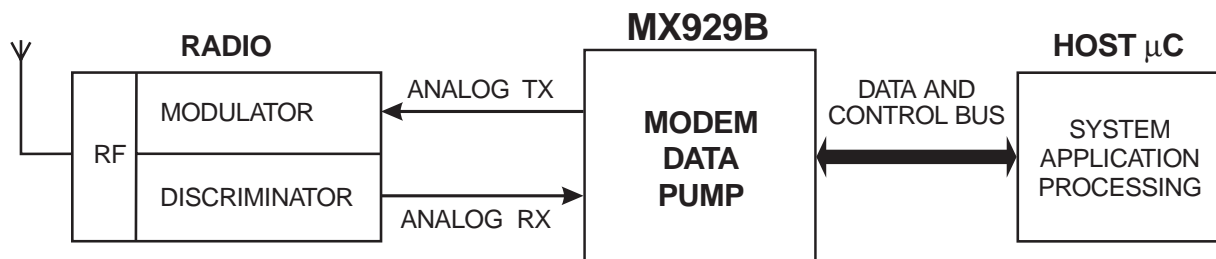 MX929B
RADIO
HOST μC
ANALOG TX
DATA AND
CONTROL BUS
MODULATOR
RF
DISCRIMINATOR
MODEM
DATA
PUMP
SYSTEM
APPLICATION
PROCESSING
ANALOG RX